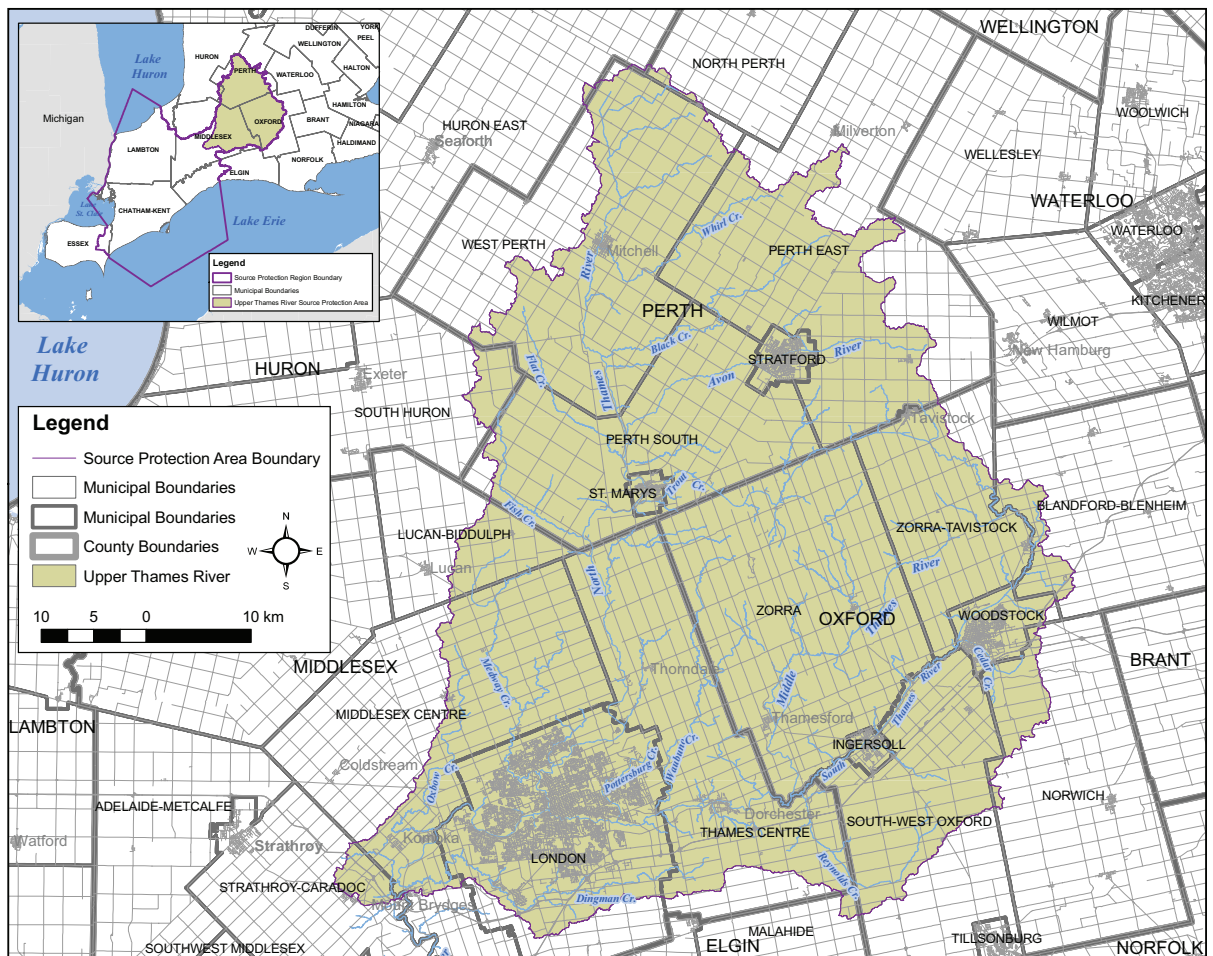 DUFFERIN
YORK
PEEL
WELLINGTON
HURON
PERTH
WATERLOO
HALTON
Lake
Huron
Michigan
HAMILTON
BRANT
NIAGARA
OXFORD
MIDDLESEX
HALDIMAND
LAMBTON
NORFOLK
ELGIN
Lake
St. Clair
CHATHAM-KENT
Lake Erie
ESSEX
Legend
Source Protection Region Boundary
Municipal Boundaries
Upper Thames River Source Protection Area
WELLINGTON
NORTH PERTH
WOOLWICH
HURON EAST
Seaforth
Milverton
WELLESLEY
WATERLOO
WATERLOO
Whirl Cr.
WEST PERTH
Mitchell
PERTH EAST
River
KITCHENER
PERTH
WILMOT
Lake
Huron
Black Cr.
STRATFORD
River
New Hamburg
HURON
Flat Cr.
Exeter
Avon
Thames
SOUTH HURON
Tavistock
PERTH SOUTH
Legend
Source Protection Area Boundary
Municipal Boundaries
Municipal Boundaries
County Boundaries
Upper Thames River
N
W
E
S
10 5 0 10 km
ST. MARYS
Trout
Cr.
Fish Cr.
BLANDFORD-BLENHEIM
LUCAN-BIDDULPH
ZORRA-TAVISTOCK
Lucan
River
North
ZORRA
OXFORD
Thames
WOODSTOCK
MIDDLESEX
Medway Cr.
Thorndale
Cedar Cr.
BRANT
River
Middle
Thames
LAMBTON
MIDDLESEX CENTRE
Thamesford
INGERSOLL
Coldstream
Oxbow Cr.
Pottersburg Cr.
Waubuno Cr.
South
ADELAIDE-METCALFE
NORWICH
Dorchester
SOUTH-WEST OXFORD
THAMES CENTRE
Watford
Strathroy
Komoka
LONDON
Reynolds Cr.
STRATHROY-CARADOC
Mount Brydges
Dingman Cr.
MALAHIDE
SOUTHWEST MIDDLESEX
ELGIN
TILLSONBURG
NORFOLK